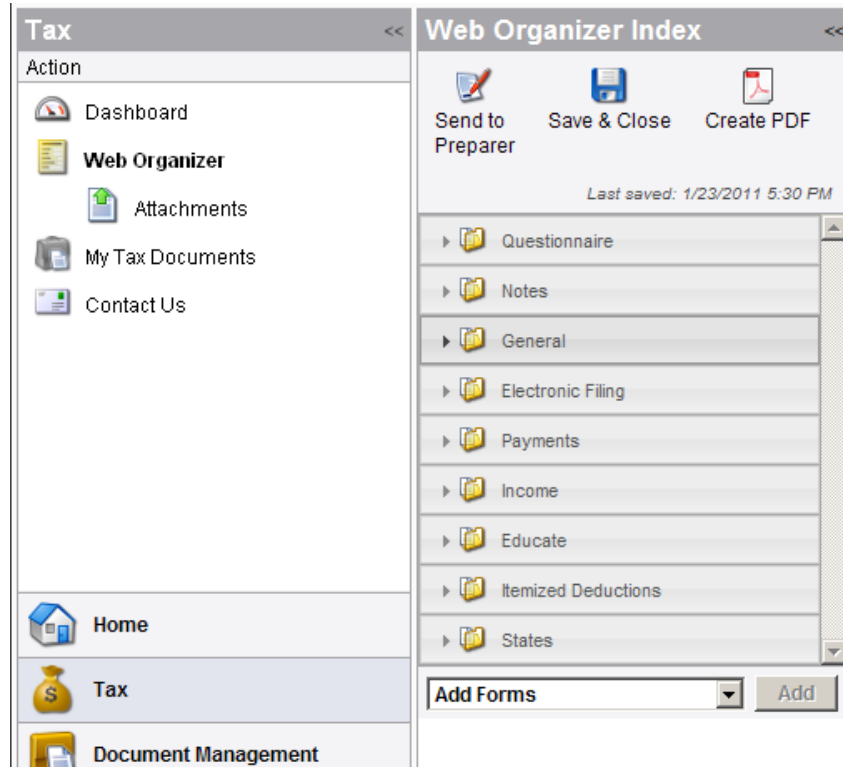 Tax <<
Action
Dashboard
Web Organizer
Attachments
My Tax Documents
Contact Us
Home
$
Tax
Document Management
Web Organizer Index <<
Send to
Preparer
Save & Close
Create PDF
Last saved: 1/23/2011 5:30 PM
Questionnaire
Notes
General
Electronic Filing
Payments
Income
Educate
Itemized Deductions
States
Add Forms
Add